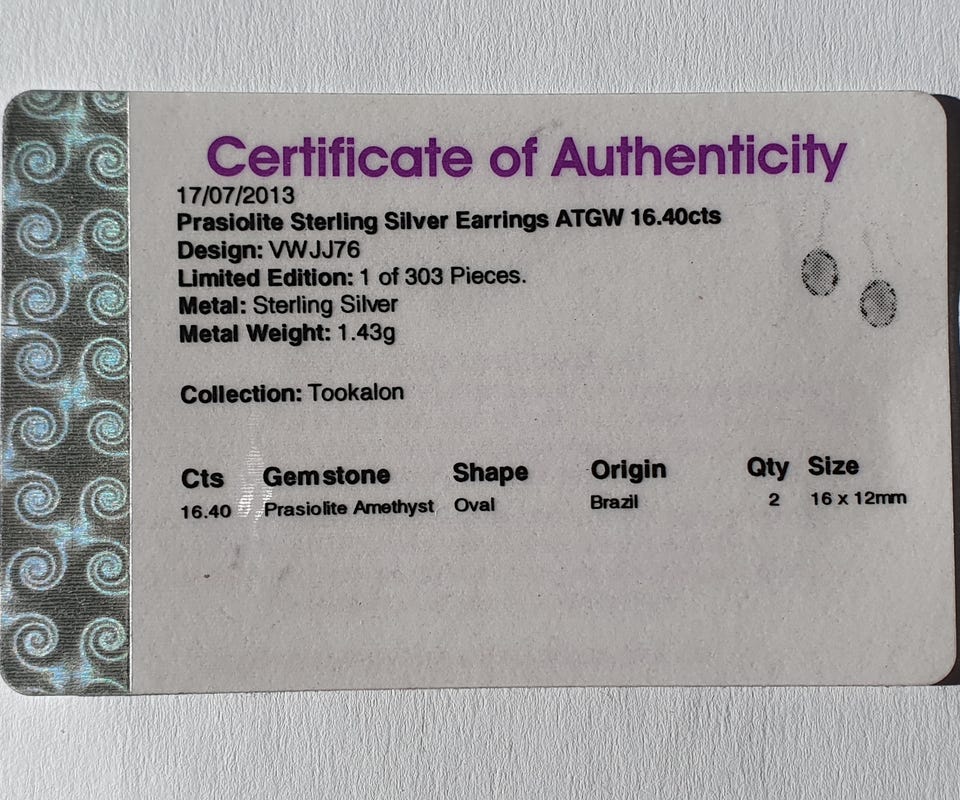 Certificate of Authenticity
17/07/2013
Prasiolite Sterling Silver Earrings ATGW 16.40cts
Design: VWJJ76
Limited Edition: 1 of 303 Pieces.
Metal: Sterling Silver
Metal Weight: 1.43g
Collection: Tookalon
Cts Gemstone Shape Origin Qty Size
16.40 Prasiolite Amethyst Oval Brazil 2 16 x 12mm